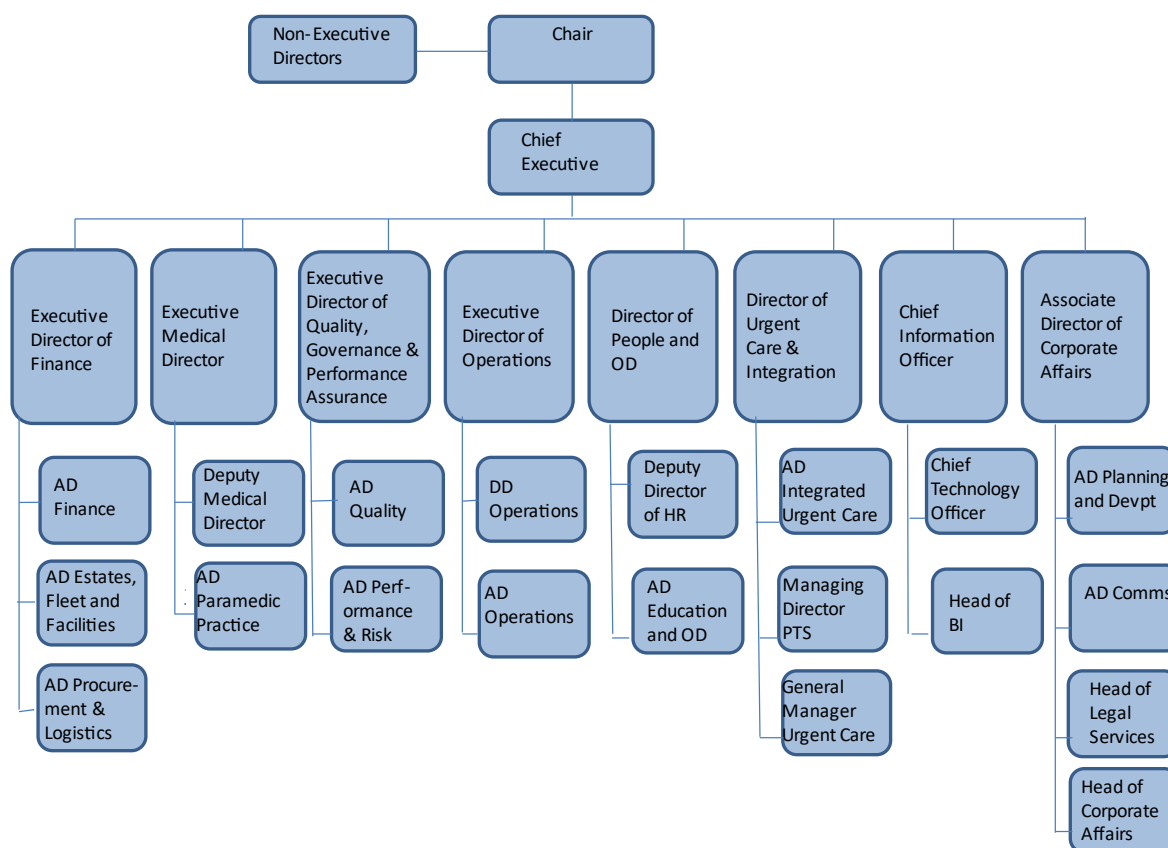 Non-Executive
Directors
Chair
Chief
Executive
Executive
Director of
Finance
Executive
Medical
Director
Executive
Director of
Quality,
Governance &
Performance
Assurance
Executive
Director of
Operations
Director of
People and
OD
Director of
Urgent
Care &
Integration
Chief
Information
Officer
Associate
Director of
Corporate
Affairs
AD
Finance
Deputy
Medical
Director
AD
Quality
DD
Operations
Deputy
Director
of HR
AD
Integrated
Urgent Care
Chief
Technology
Officer
AD Planning
and Devpt
AD Estates,
Fleet and
Facilities
AD
Paramedic
Practice
AD Perf-
ormance
& Risk
AD
Operations
AD
Education
and OD
Managing
Director
PTS
Head of
BI
AD Comms
AD Procure-
ment &
Logistics
General
Manager
Urgent Care
Head of
Legal
Services
Head of
Corporate
Affairs